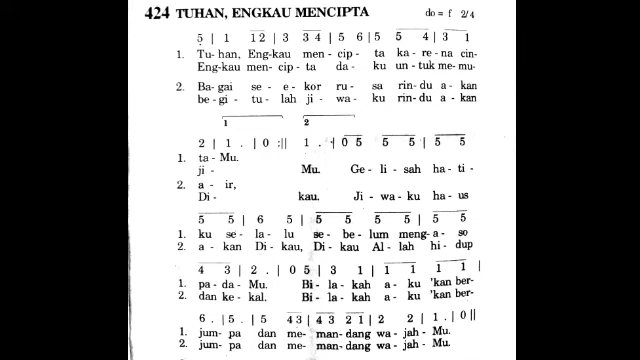 424 TUHAN, ENGKAU MENCIPTA do = f 2/4
5 | 1 12 | 3 34 | 5 6 | 5 5 4 | 3 1
1. Tu- han, Eng-kau men - cip - ta ka - re - na cin-
Eng-kau men - cip - ta da - ku un - tuk me - mu-
2. Ba - gai se - e - kor ru - sa rin - du a - kan
be - gi - tu - lah ji - wa - ku rin - du a - kan
1 2
2 | 1 . | 0 :|| 1 . | 0 5 5 5 | 5 5
1. ta - Mu.
ji - Mu. Ge - li - sah ha - ti -
2. a - ir,
Di - kau. Ji - wa - ku ha - us
5 5 | 6 5 | 5 5 5 5 | 5 5
1. ku se - la - lu se - be - lum meng - a - so
2. a - kan Di - kau, Di - kau Al - lah hi - dup
4 3 | 2 . | 0 5 | 3 1 | 1 1 1 1 |
1. pa - da - Mu. Bi - la - kah a - ku 'kan ber-
2. dan ke - kal. Bi - la - kah a - ku 'kan ber-
6 . | 5 . | 5 43 | 43 21 | 2 2 | 1 . | 0 ||
1. jum - pa dan me - man - dang wa - jah - Mu.
2. jum - pa dan me - man - dang wa - jah - Mu.